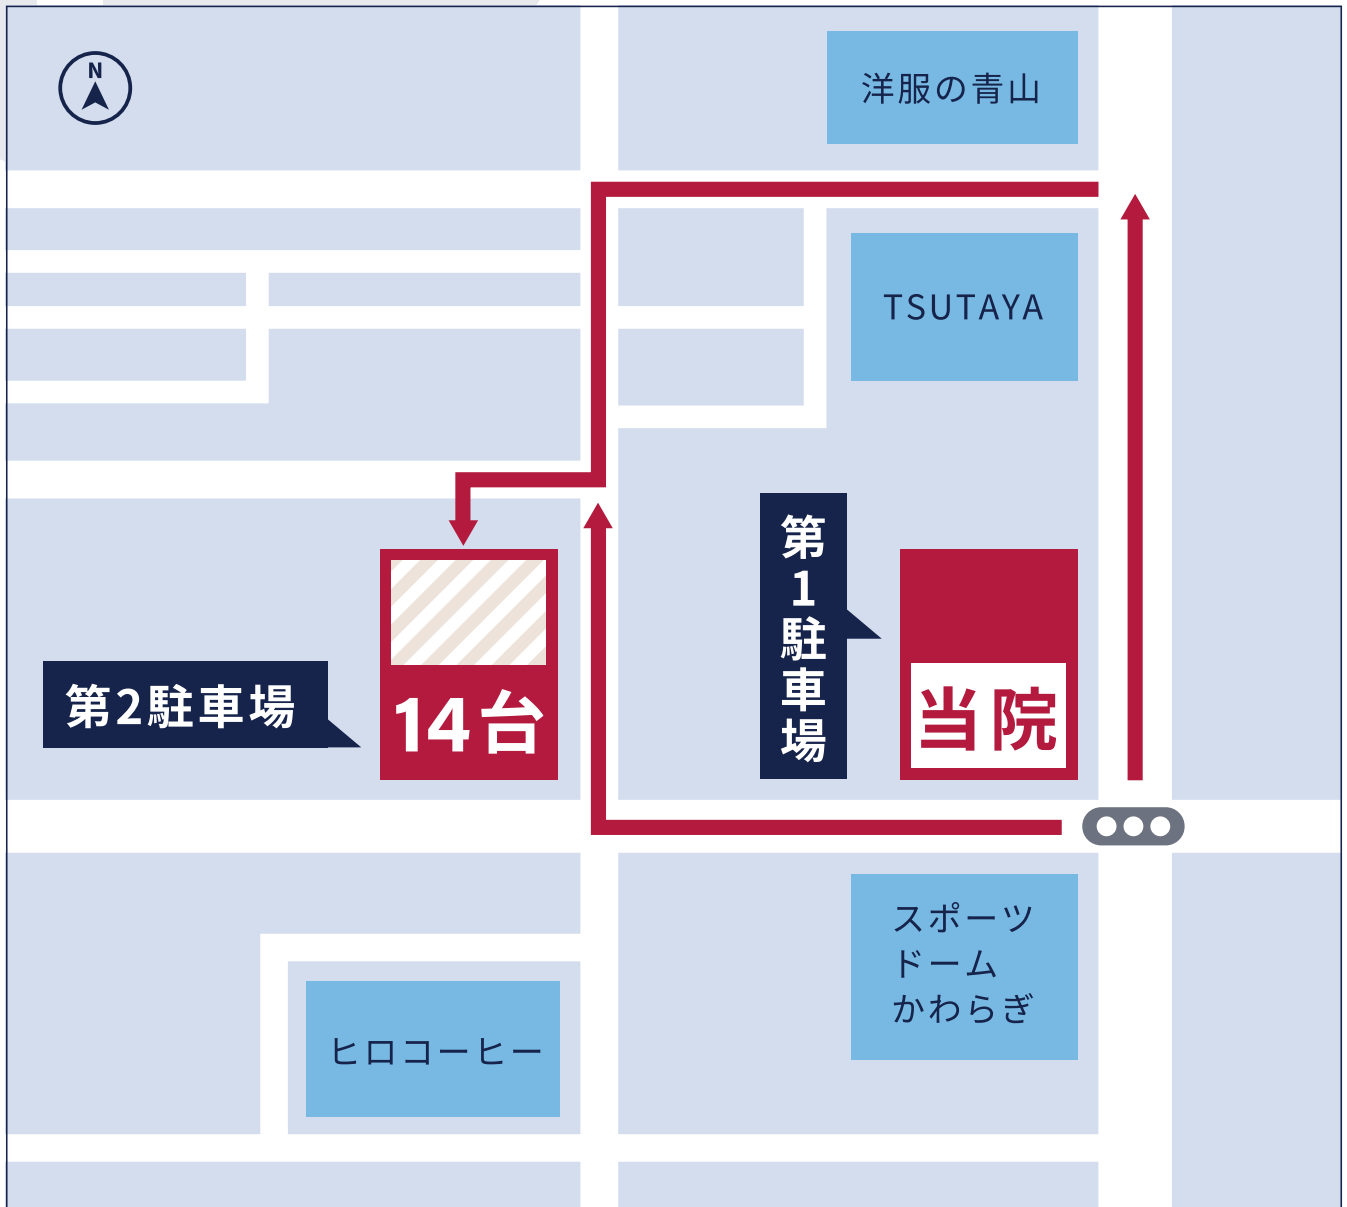 N
洋服の青山
TSUTAYA
第1駐車場
当院
第2駐車場
14台
スポーツ
ドーム
かわらぎ
ヒロコーヒー